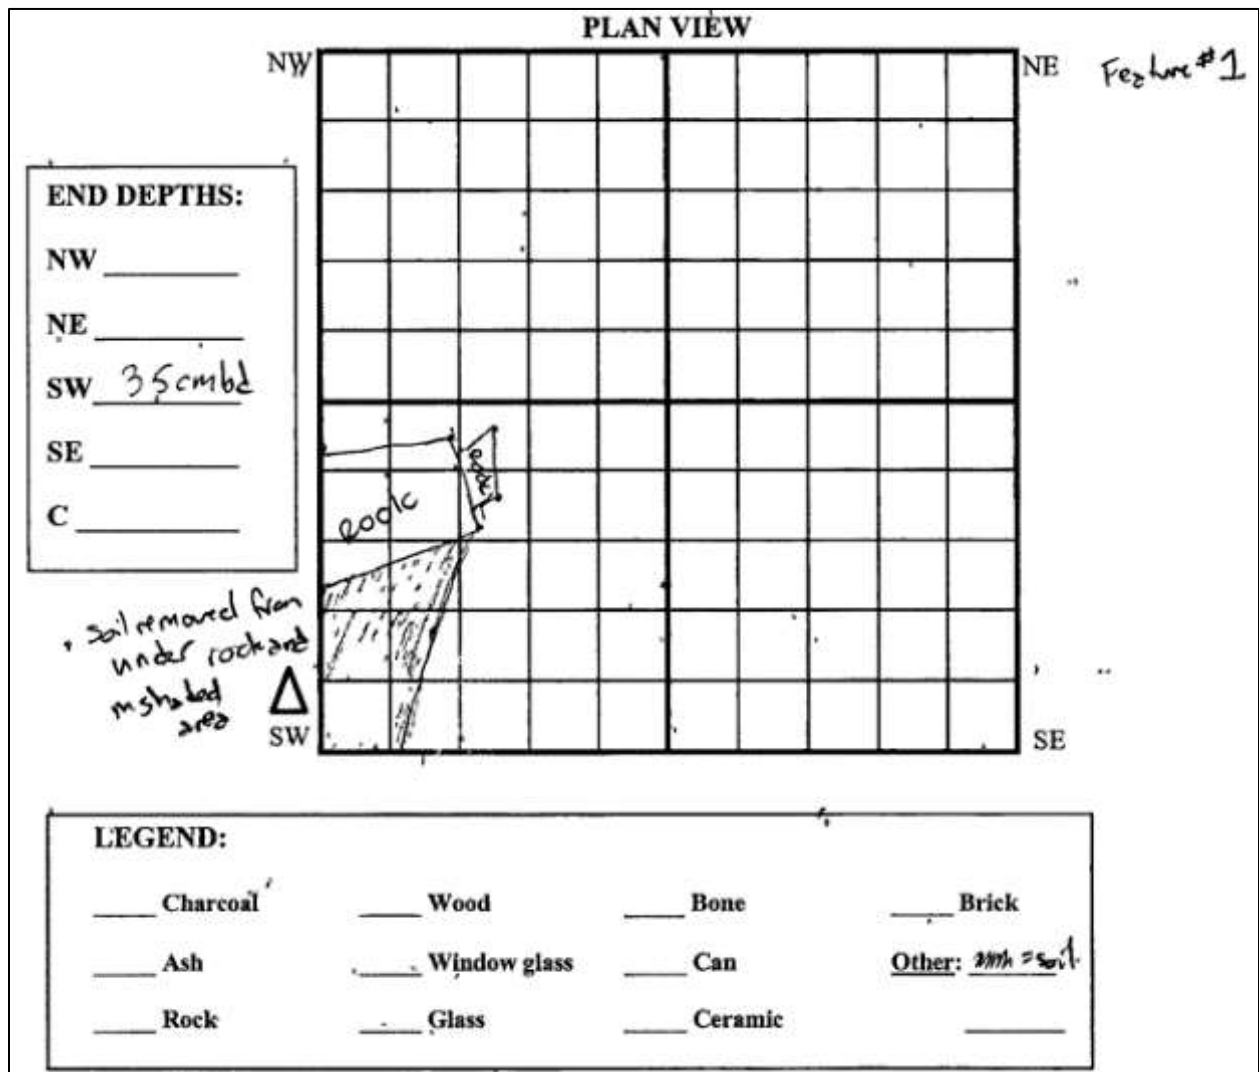 PLAN VIEW
NW
NE
Feature #1
END DEPTHS:
NW
NE
SW 35cmbd
SE
C
Rock
Rock
• Soil removed from
under rock and
in shaded
area
SW
SE
LEGEND:
Charcoal Wood Bone Brick
Ash Window glass Can Other: = soil
Rock Glass Ceramic